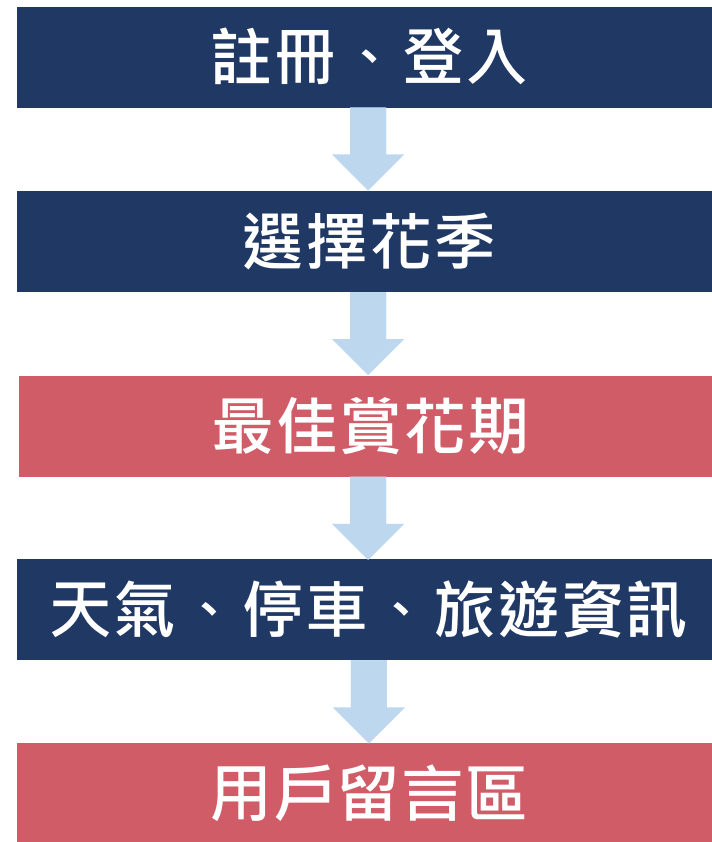 註冊、登入
選擇花季
最佳賞花期
天氣、停車、旅遊資訊
用戶留言區